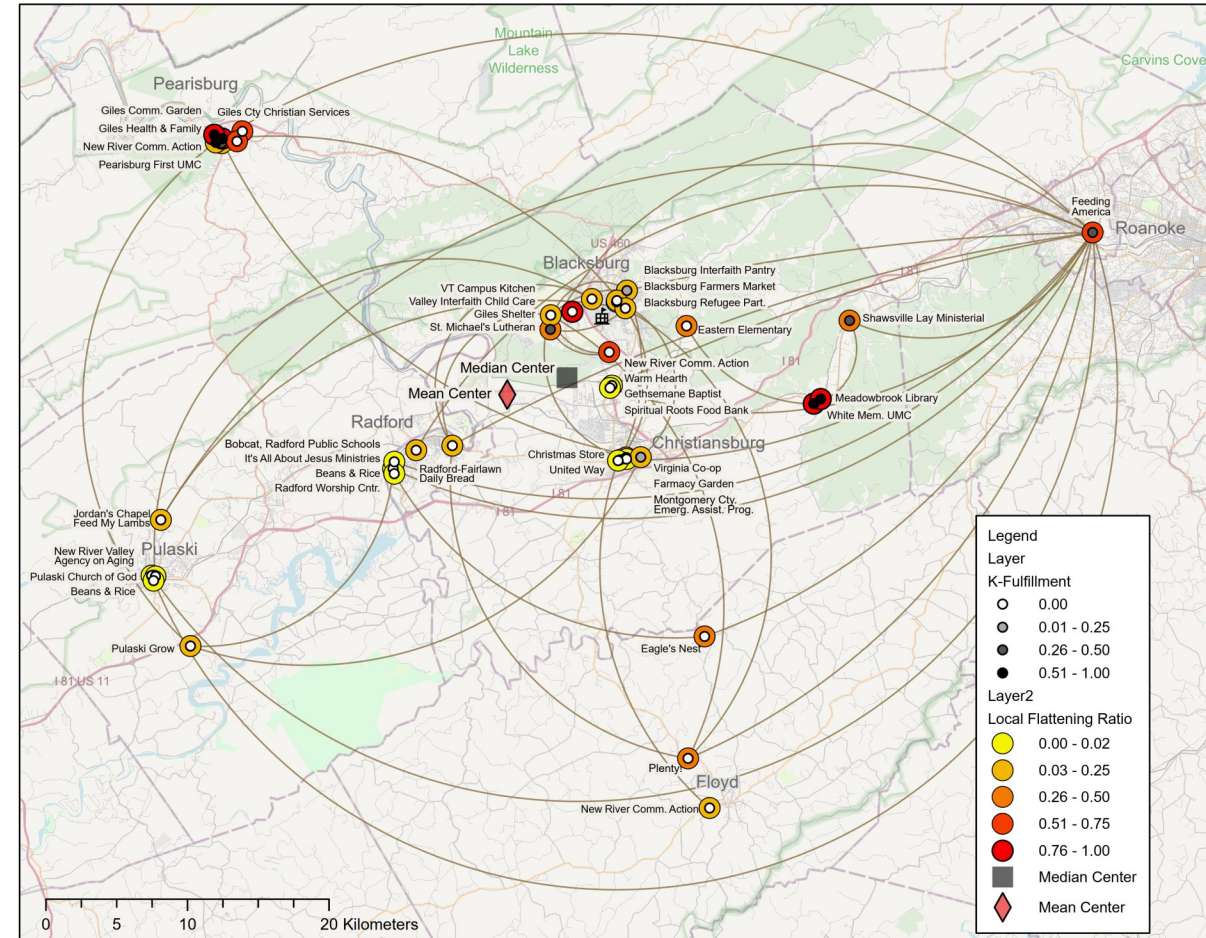 Mountain
Lake
Wilderness
Carvins Cove
Pearisburg
Giles Comm. Garden
Giles Cty Christian Services
Giles Health & Family
New River Comm. Action
Pearisburg First UMC
Feeding
America
Roanoke
US 460
Blacksburg
I 81
Blacksburg Interfaith Pantry
VT Campus Kitchen
Blacksburg Farmers Market
Valley Interfaith Child Care
Blacksburg Refugee Part.
Giles Shelter
St. Michael's Lutheran
Eastern Elementary
Shawsville Lay Ministerial
I 81
New River Comm. Action
Median Center
Warm Hearth
Mean Center
Gethsemane Baptist
Meadowbrook Library
Spiritual Roots Food Bank
White Mem. UMC
Radford
Bobcat, Radford Public Schools
Christiansburg
It's All About Jesus Ministries
Christmas Store
Beans & Rice
Radford-Fairlawn
Daily Bread
United Way
Virginia Co-op
Radford Worship Cntr.
Farmacy Garden
I 81
Montgomery Cty.
Emerg. Assist. Prog.
I 81
Jordan's Chapel
Feed My Lambs
New River Valley
Agency on Aging
Pulaski
Pulaski Church of God
Beans & Rice
Pulaski Grow
Eagle's Nest
I 81;US 11
Plenty!
Floyd
New River Comm. Action
Legend
Layer
K-Fulfillment
0.00
0.01 - 0.25
0.26 - 0.50
0.51 - 1.00
Layer2
Local Flattening Ratio
0.00 - 0.02
0.03 - 0.25
0.26 - 0.50
0.51 - 0.75
0.76 - 1.00
Median Center
Mean Center
0 5 10 20 Kilometers